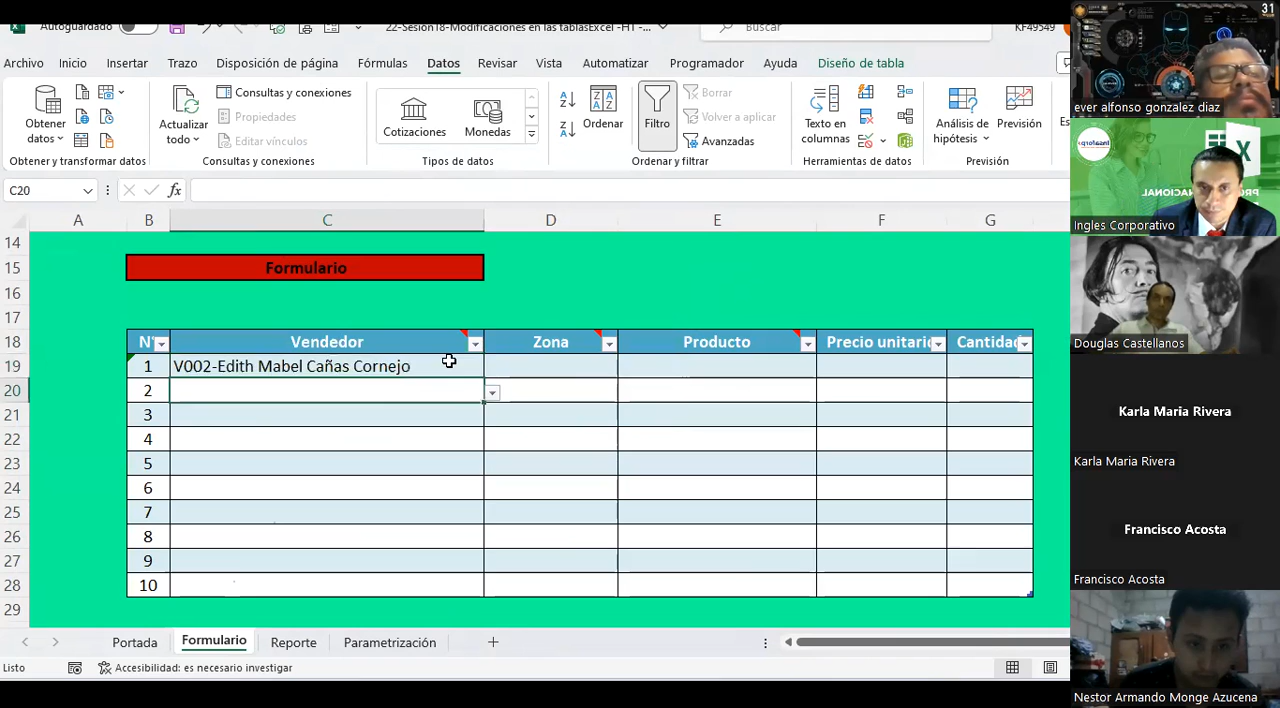 Autoguardado
-Sesion18-Modificaciones en las tablasExcel -HT -
Buscar
KF49549
Archivo Inicio Insertar Trazo Disposición de página Fórmulas Datos Revisar Vista Automatizar Programador Ayuda Diseño de tabla
Obtener datos
Actualizar todo
Consultas y conexiones
Propiedades
Editar vínculos
Cotizaciones
Monedas
Ordenar
Filtro
Borrar
Volver a aplicar
Avanzadas
Texto en columnas
Análisis de hipótesis
Previsión
Obtener y transformar datos
Consultas y conexiones
Tipos de datos
Ordenar y filtrar
Herramientas de datos
Previsión
C20
fx
A B C D E F G
14
15 Formulario
16
17
18 Vendedor Zona Producto Precio unitario Cantidad
19 1 V002-Edith Mabel Cañas Cornejo
20 2
21 3
22 4
23 5
24 6
25 7
26 8
27 9
28 10
29
Portada Formulario Reporte Parametrización
Listo
Accesibilidad: es necesario investigar
31
ever alfonso gonzalez diaz
Ingles Corporativo
Douglas Castellanos
Karla Maria Rivera
Karla Maria Rivera
Francisco Acosta
Francisco Acosta
Nestor Armando Monge Azucena